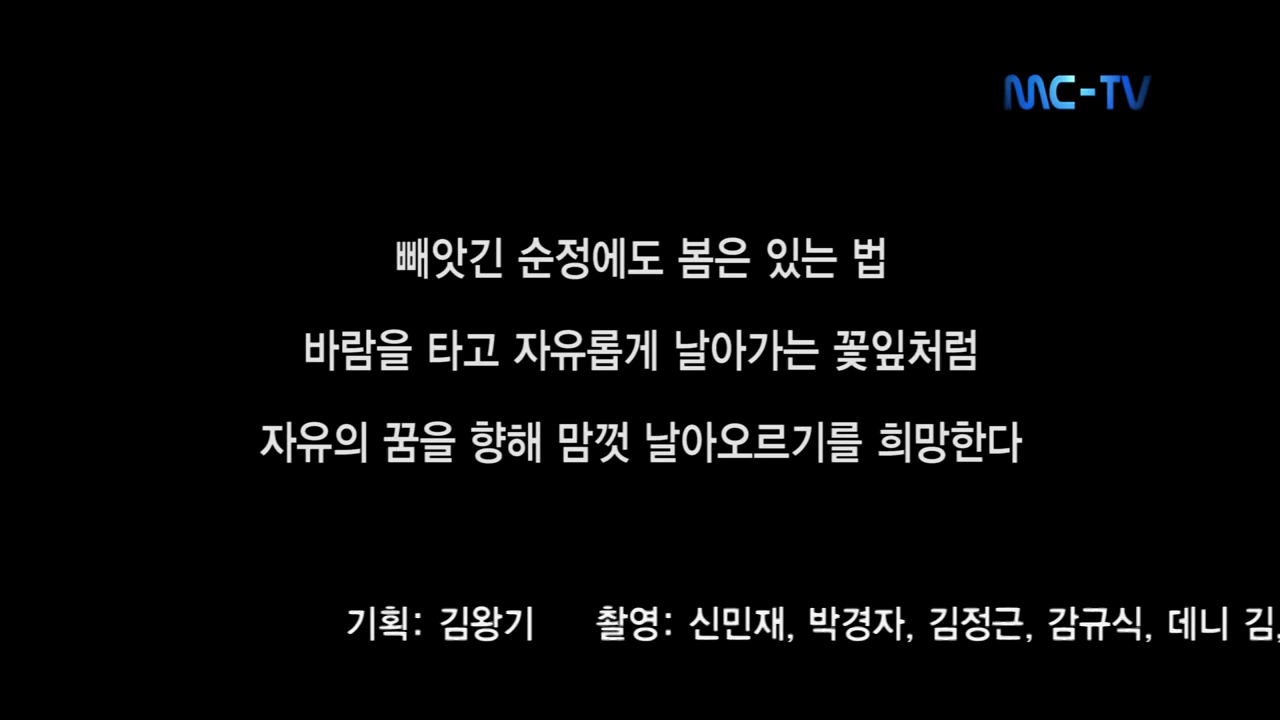 MC-TV
빼앗긴 순정에도 봄은 있는 법
바람을 타고 자유롭게 날아가는 꽃잎처럼
자유의 꿈을 향해 맘껏 날아오르기를 희망한다
기획: 김왕기 촬영: 신민재, 박경자, 김정근, 감규식, 데니 김,